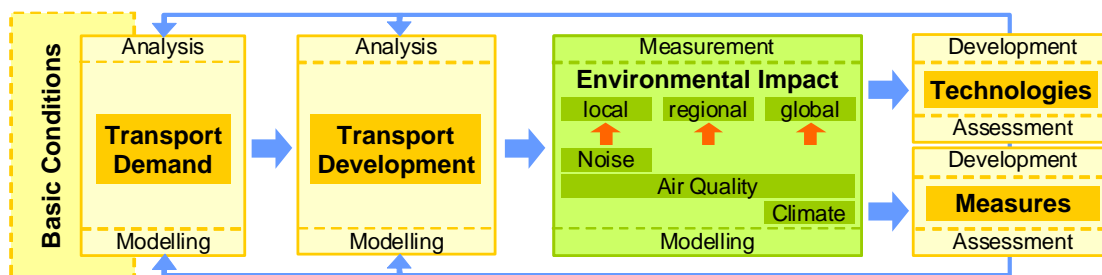 Basic Conditions
Analysis
Transport
Demand
Modelling
Analysis
Transport
Development
Modelling
Measurement
Environmental Impact
local regional global
Noise
Air Quality
Climate
Modelling
Development
Technologies
Assessment
Development
Measures
Assessment